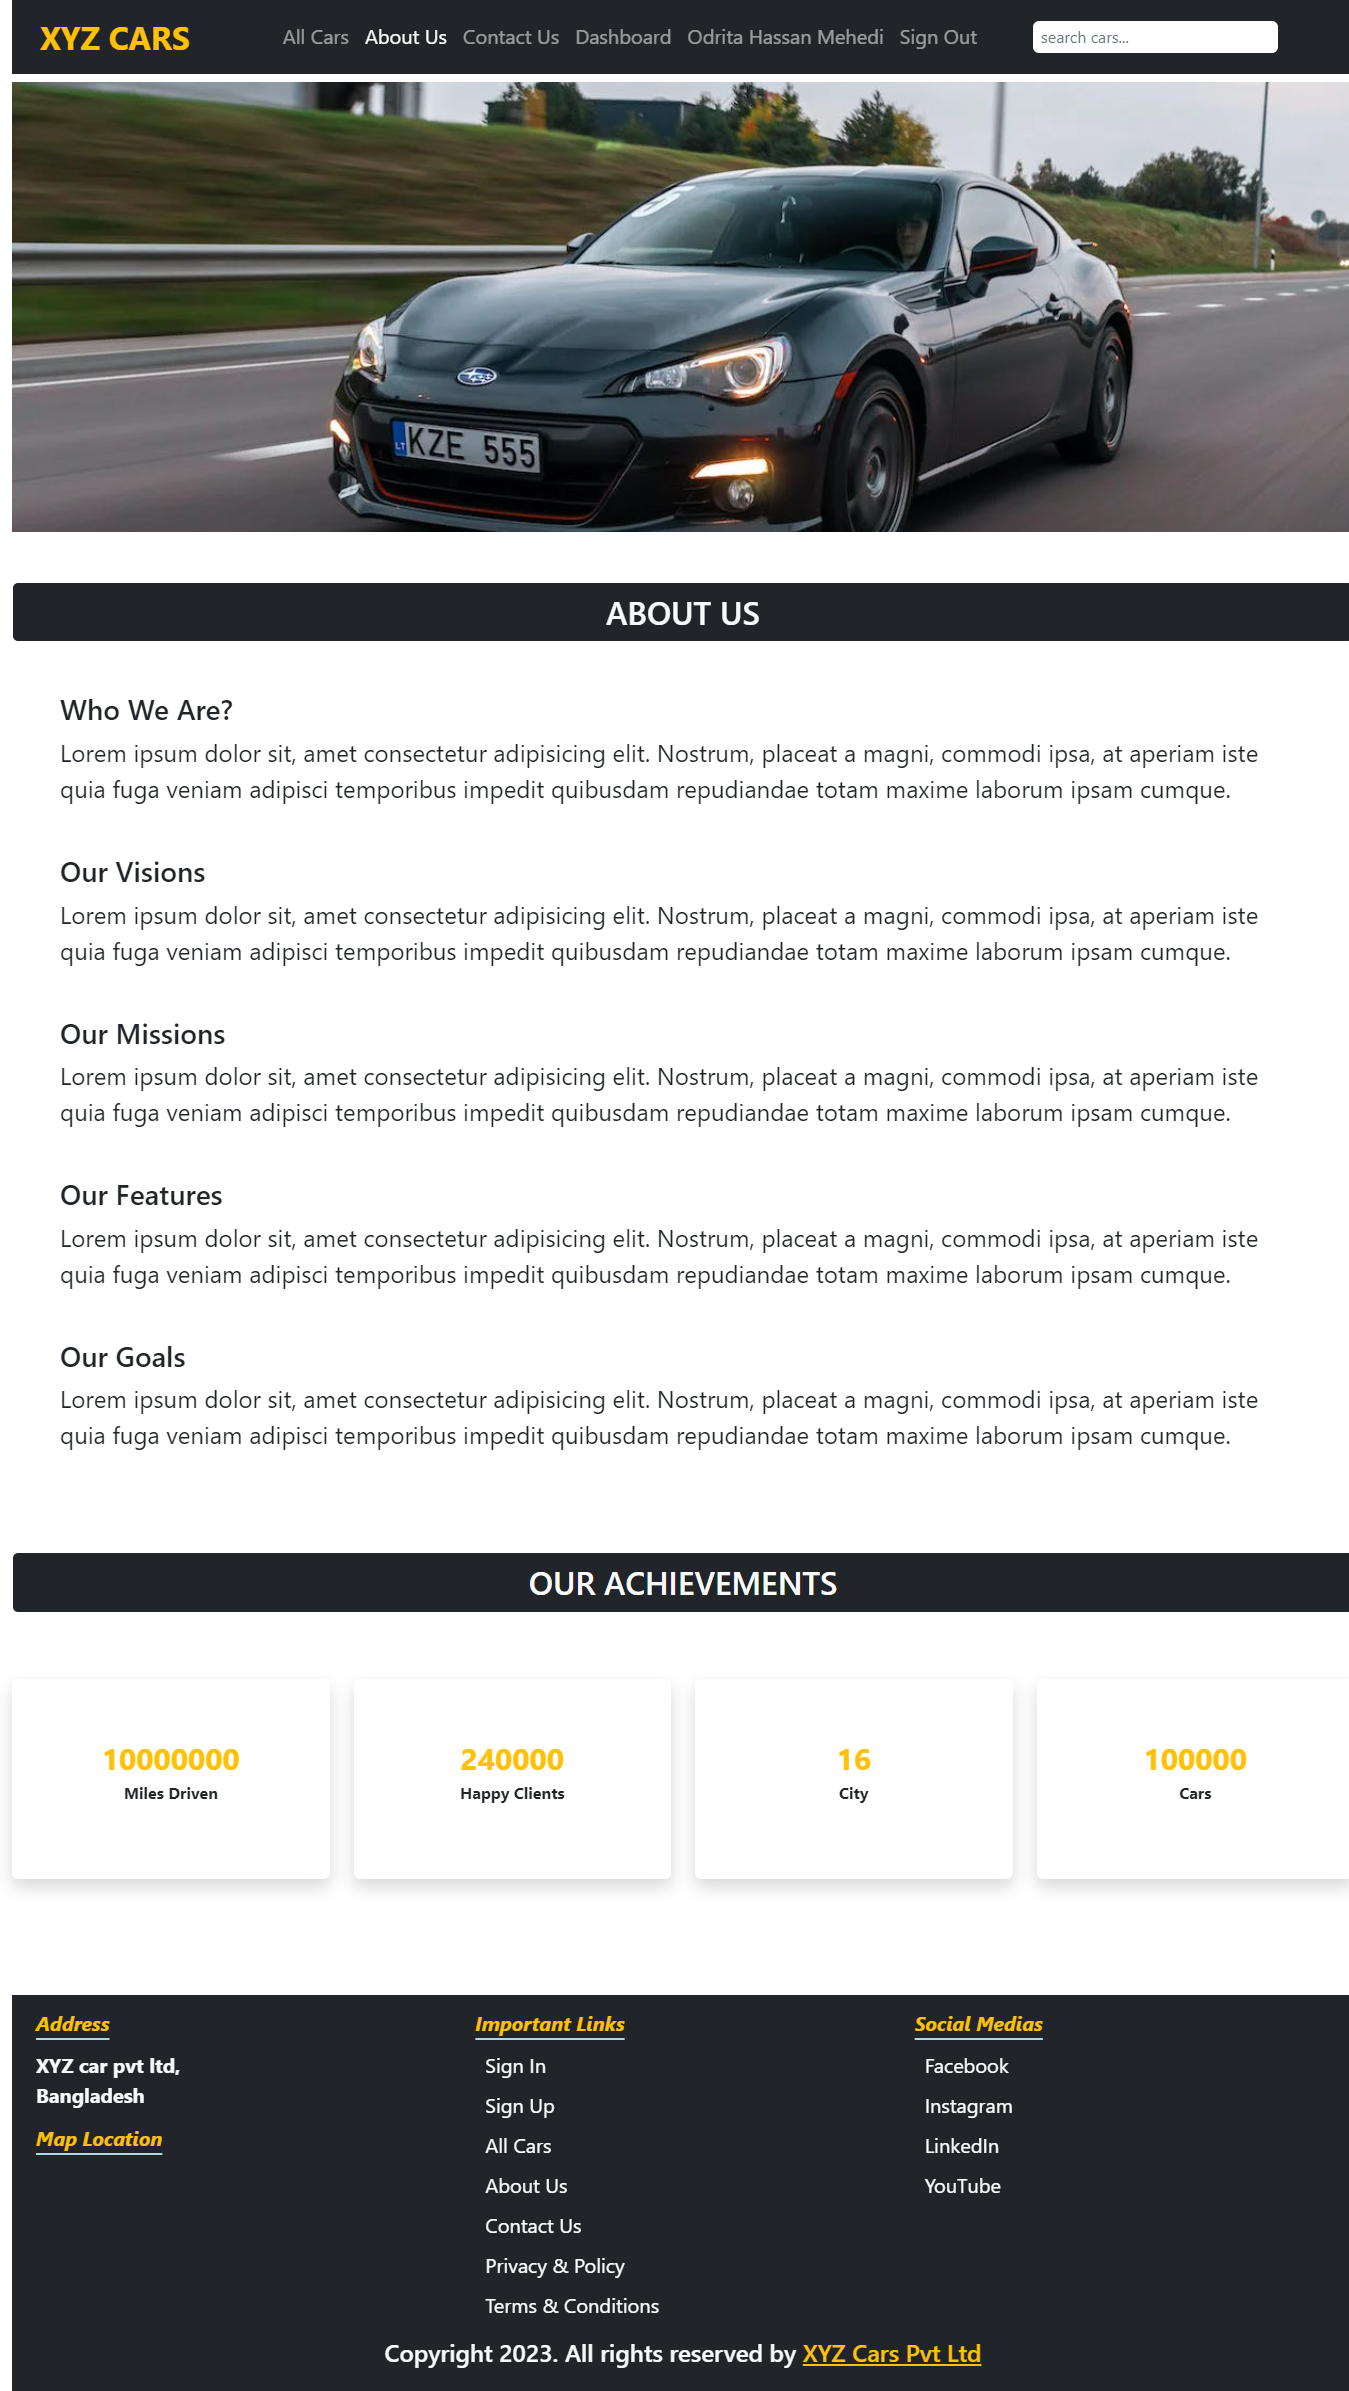 XYZ CARS
All Cars About Us Contact Us Dashboard Odrita Hassan Mehedi Sign Out
search cars...
5
LT KZE 555
ABOUT US
Who We Are?
Lorem ipsum dolor sit, amet consectetur adipisicing elit. Nostrum, placeat a magni, commodi ipsa, at aperiam iste
quia fuga veniam adipisci temporibus impedit quibusdam repudiandae totam maxime laborum ipsam cumque.
Our Visions
Lorem ipsum dolor sit, amet consectetur adipisicing elit. Nostrum, placeat a magni, commodi ipsa, at aperiam iste
quia fuga veniam adipisci temporibus impedit quibusdam repudiandae totam maxime laborum ipsam cumque.
Our Missions
Lorem ipsum dolor sit, amet consectetur adipisicing elit. Nostrum, placeat a magni, commodi ipsa, at aperiam iste
quia fuga veniam adipisci temporibus impedit quibusdam repudiandae totam maxime laborum ipsam cumque.
Our Features
Lorem ipsum dolor sit, amet consectetur adipisicing elit. Nostrum, placeat a magni, commodi ipsa, at aperiam iste
quia fuga veniam adipisci temporibus impedit quibusdam repudiandae totam maxime laborum ipsam cumque.
Our Goals
Lorem ipsum dolor sit, amet consectetur adipisicing elit. Nostrum, placeat a magni, commodi ipsa, at aperiam iste
quia fuga veniam adipisci temporibus impedit quibusdam repudiandae totam maxime laborum ipsam cumque.
OUR ACHIEVEMENTS
10000000
Miles Driven
240000
Happy Clients
16
City
100000
Cars
Address
XYZ car pvt ltd,
Bangladesh
Map Location
Important Links
Sign In
Sign Up
All Cars
About Us
Contact Us
Privacy & Policy
Terms & Conditions
Social Medias
Facebook
Instagram
LinkedIn
YouTube
Copyright 2023. All rights reserved by XYZ Cars Pvt Ltd